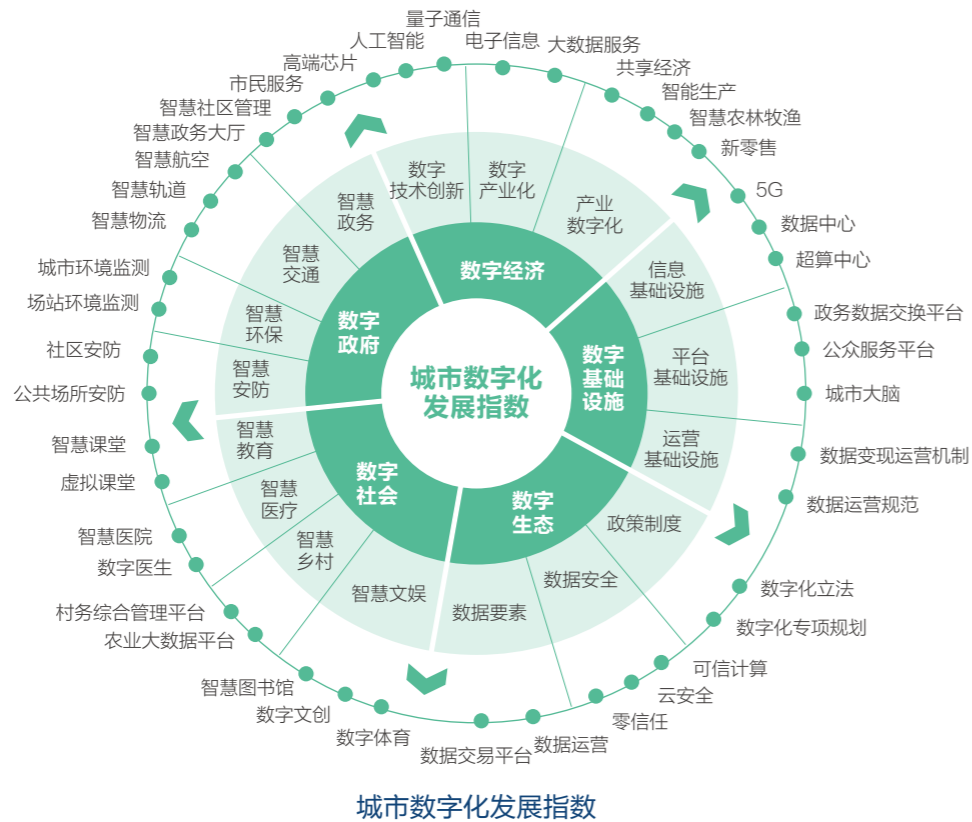 城市数字化
发展指数
数字经济
数字
基础
设施
数字
生态
数字
社会
数字
政府
数字
技术创新
数字
产业化
产业
数字化
信息
基础设施
平台
基础设施
运营
基础设施
政策制度
数据安全
数据要素
智慧文娱
智慧
乡村
智慧
医疗
智慧
教育
智慧
安防
智慧
环保
智慧
交通
智慧
政务
高端芯片
人工智能
量子通信
电子信息
大数据服务
共享经济
智能生产
智慧农林牧渔
新零售
5G
数据中心
超算中心
政务数据交换平台
公众服务平台
城市大脑
数据变现运营机制
数据运营规范
数字化立法
数字化专项规划
可信计算
云安全
零信任
数据运营
数据交易平台
数字体育
数字文创
智慧图书馆
农业大数据平台
村务综合管理平台
数字医生
智慧医院
虚拟课堂
智慧课堂
公共场所安防
社区安防
场站环境监测
城市环境监测
智慧物流
智慧轨道
智慧航空
智慧政务大厅
智慧社区管理
市民服务
城市数字化发展指数